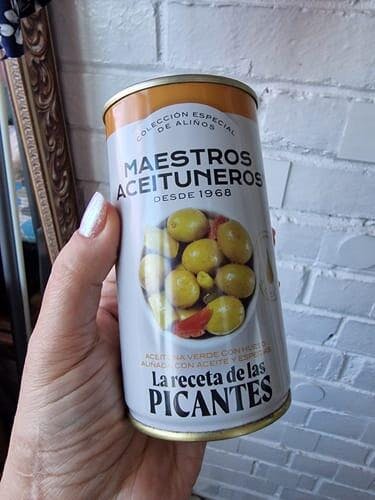 COLECCIÓN ESPECIAL
DE ALIÑOS
MAESTROS
ACEITUNEROS
DESDE 1968
ACEITUNA VERDE CON HUESO
ALIÑADA CON ACEITE Y ESPECIAS
La receta de las
PICANTES